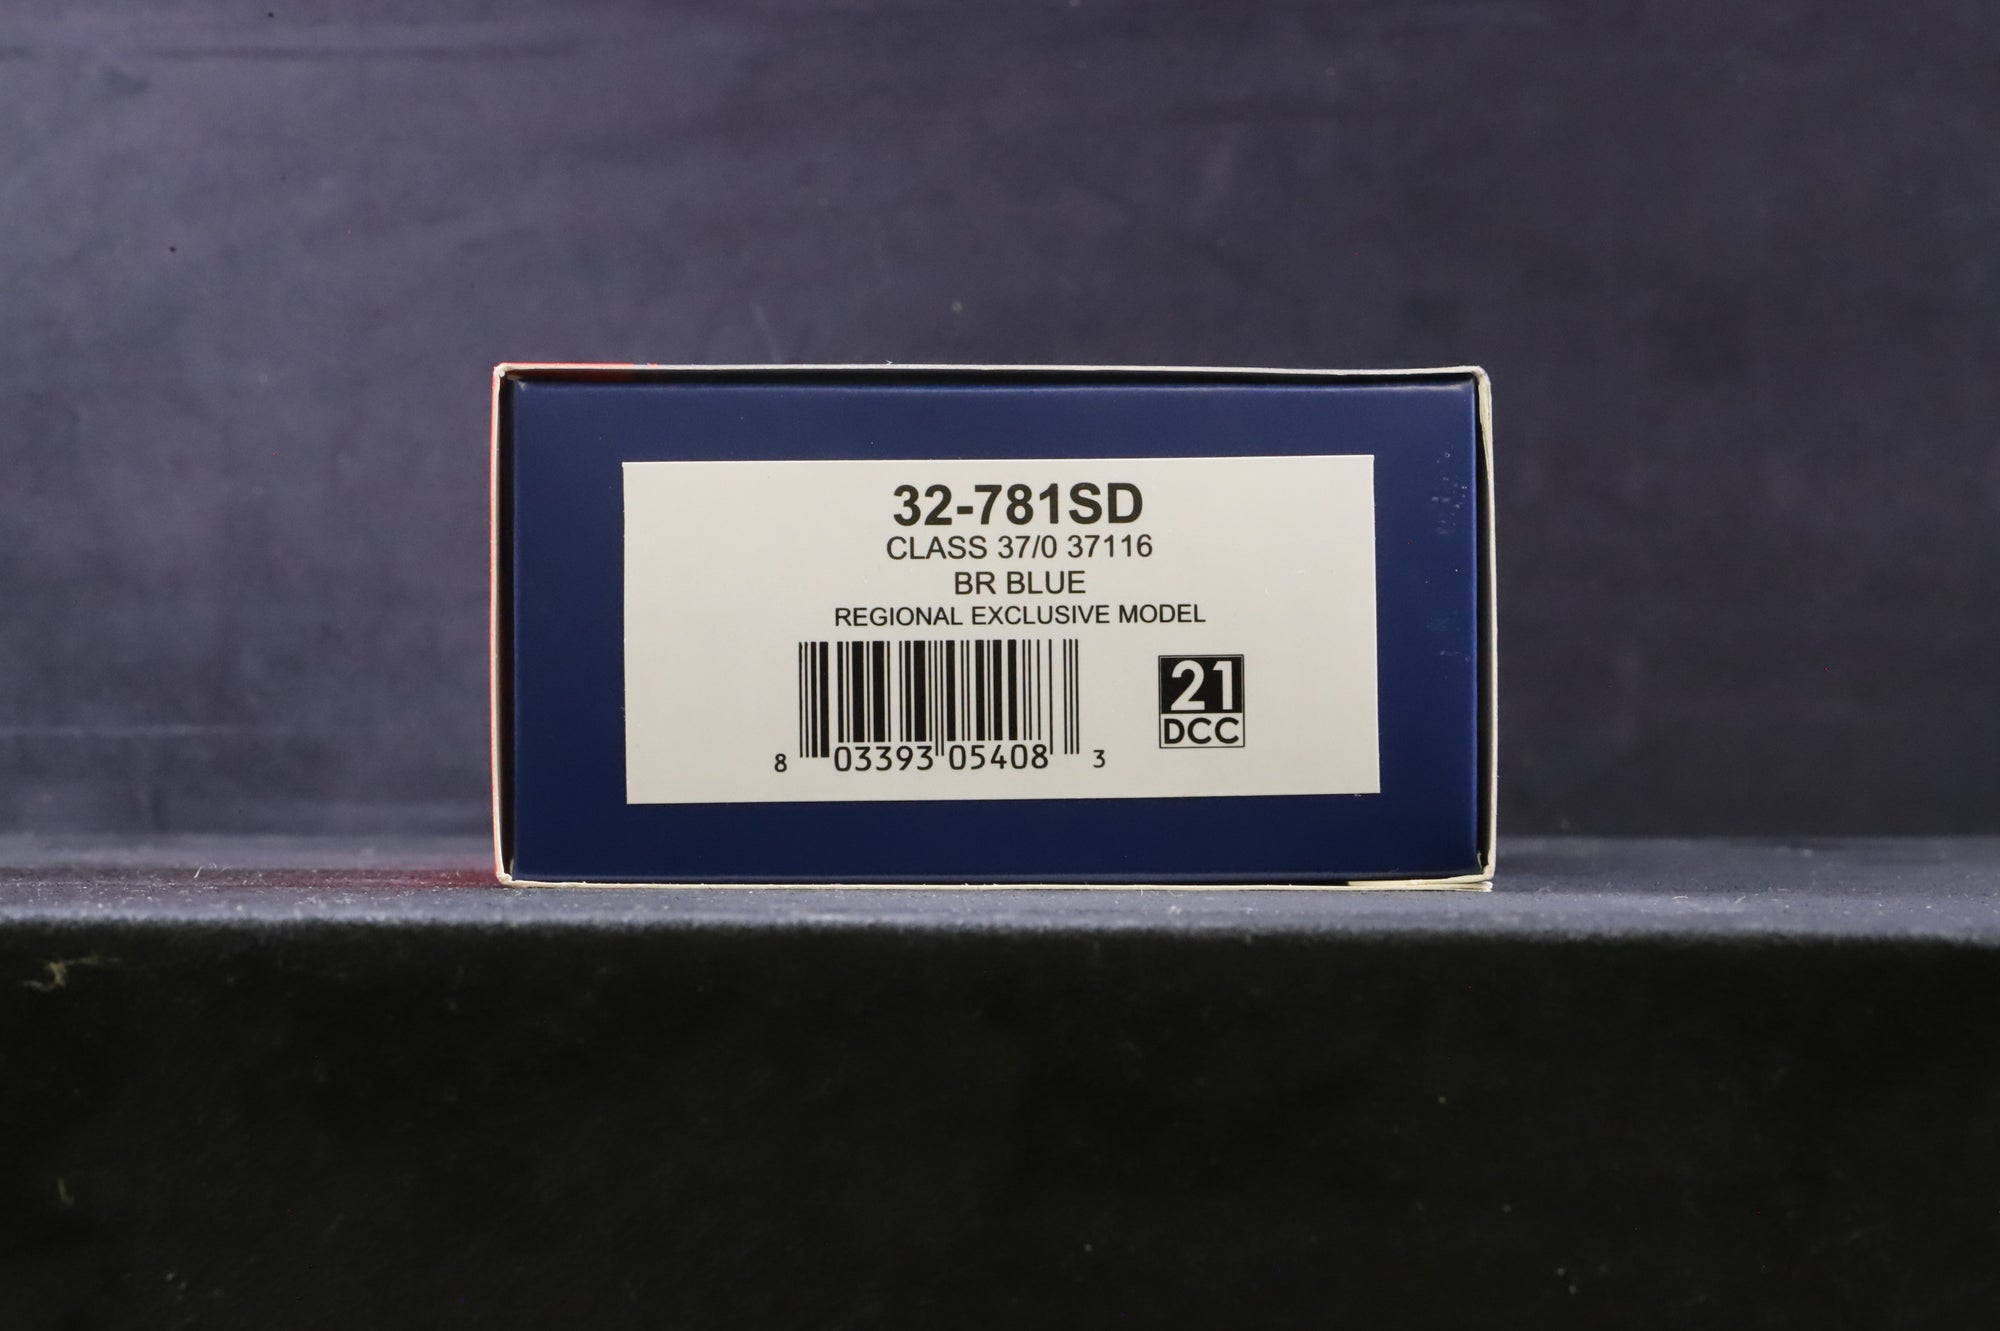 32-781SD
CLASS 37/0 37116
BR BLUE
REGIONAL EXCLUSIVE MODEL
8 03393 05408 3
21
DCC